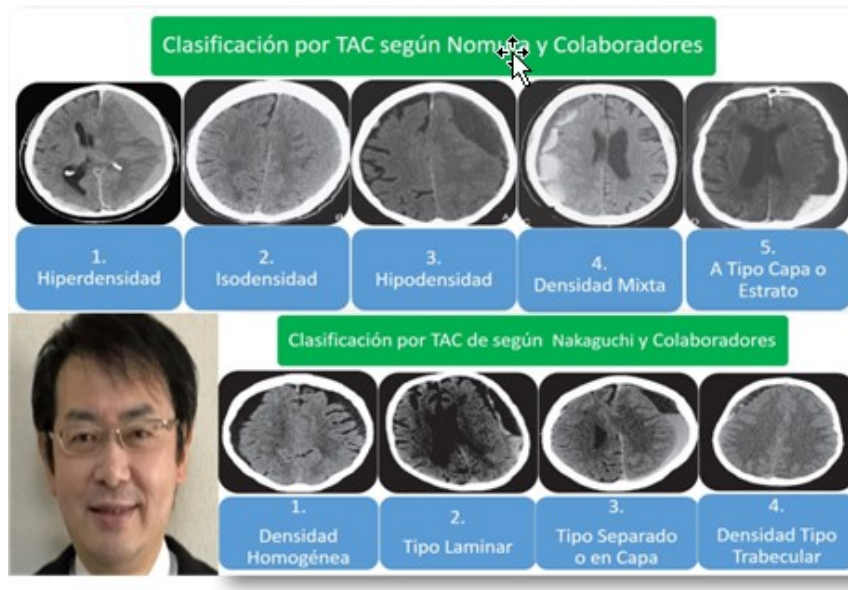 Clasificación por TAC según Nomura y Colaboradores
1.
Hiperdensidad
2.
Isodensidad
3.
Hipodensidad
4.
Densidad Mixta
5.
A Tipo Capa o
Estrato
Clasificación por TAC de según Nakaguchi y Colaboradores
1.
Densidad
Homogénea
2.
Tipo Laminar
3.
Tipo Separado
o en Capa
4.
Densidad Tipo
Trabecular